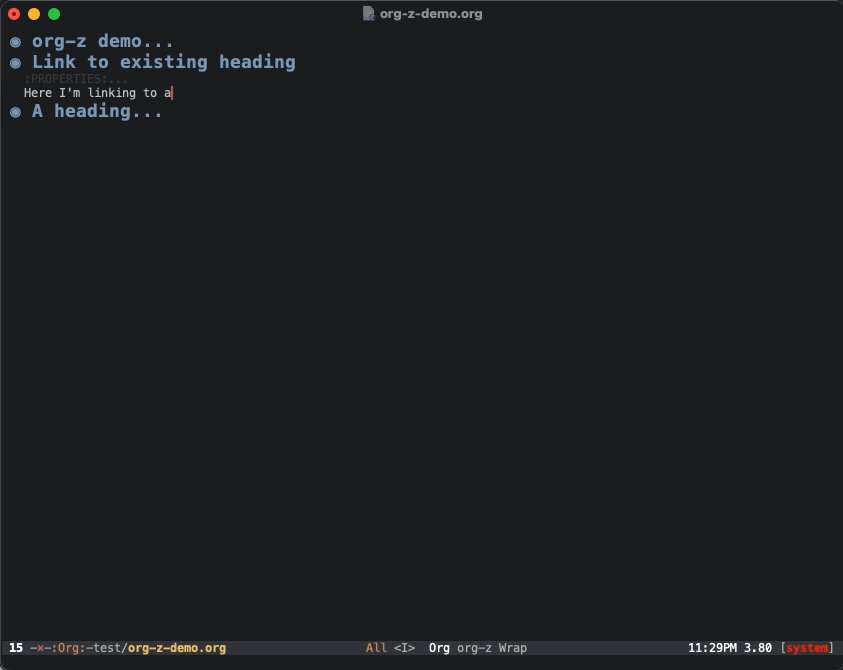 org-z-demo.org
org-z demo...
Link to existing heading
:PROPERTIES:...
Here I'm linking to a
A heading...
15 -×-:Org:-test/org-z-demo.org All <I> Org org-z Wrap 11:29PM 3.80 [system]